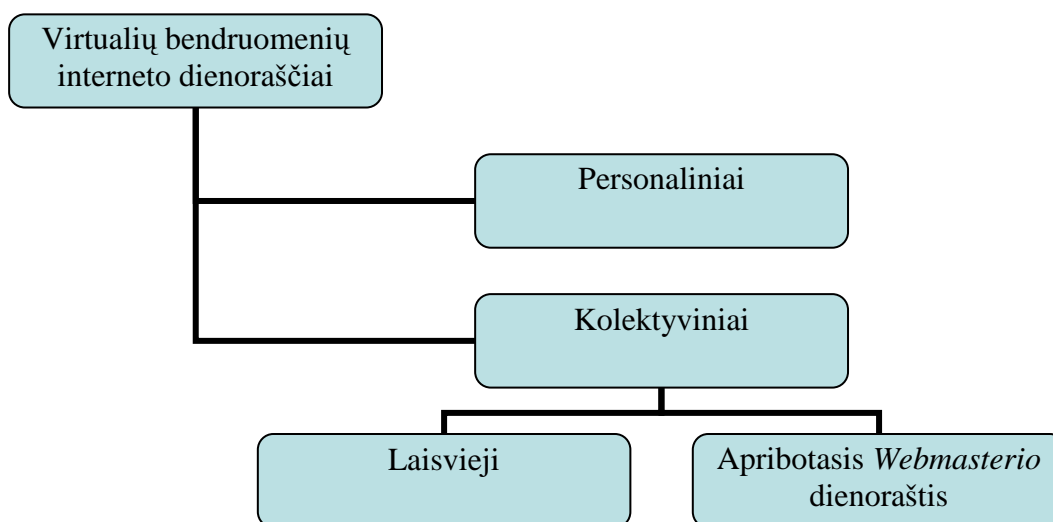 Virtualių bendruomenių
interneto dienoraščiai
Personaliniai
Kolektyviniai
Laisvieji
Apribotasis Webmasterio
dienoraštis